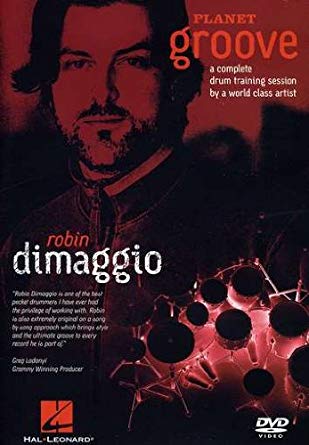 PLANET
groove
a complete
drum training session
by a world class artist
robin
dimaggio
"Robin Dimaggio is one of the best
pocket drummers I have ever had
the privilege of working with. Robin
is also extremely original on a song
by song approach which brings style
and the ultimate groove to every
record he is part of."
Greg Ladanyi
Grammy Winning Producer
HAL•LEONARD®
DVD
VIDEO